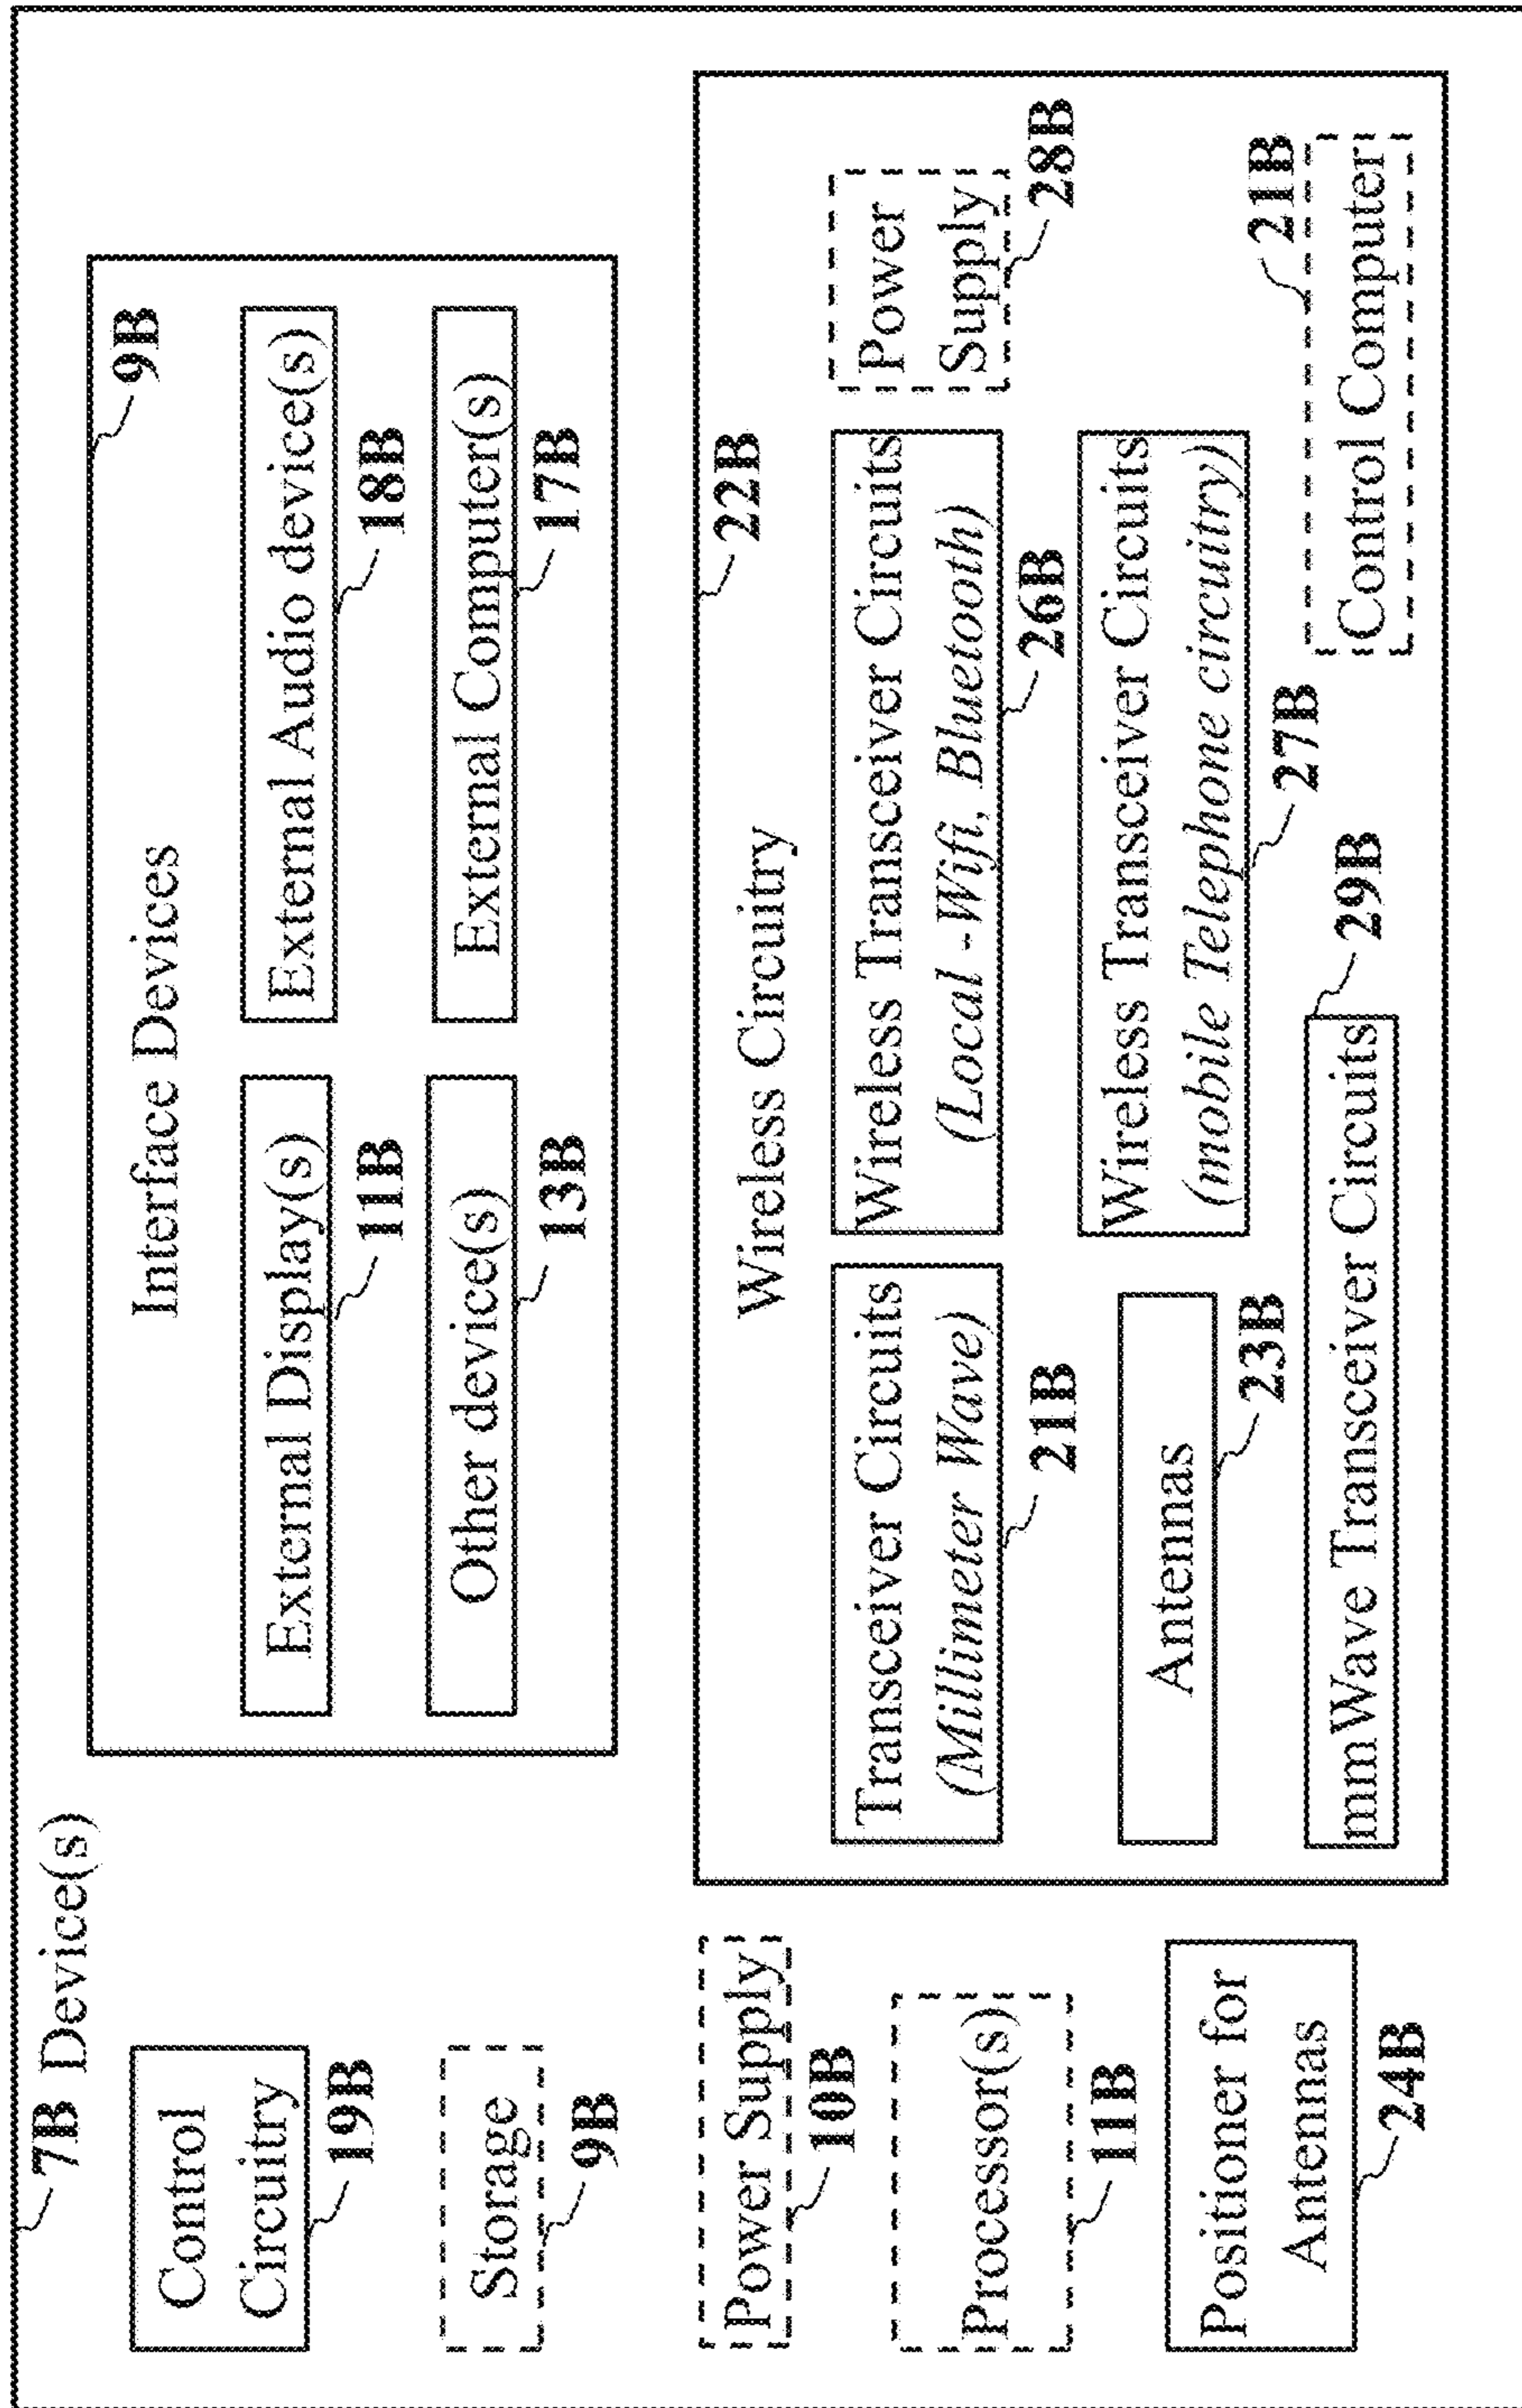 7B Device(s)
Control
Circuitry
19B
Storage
9B
Power Supply
10B
Processor(s)
11B
Positioner for
Antennas
24B
9B
Interface Devices
External Display(s)
11B
External Audio device(s)
18B
Other device(s)
13B
External Computer(s)
17B
22B
Wireless Circuitry
Transceiver Circuits
(Millimeter Wave)
21B
Wireless Transceiver Circuits
(Local -Wifi, Bluetooth)
26B
Power
Supply
28B
Antennas
23B
Wireless Transceiver Circuits
(mobile Telephone circuitry)
27B
mmWave Transceiver Circuits
29B
21B
Control Computer